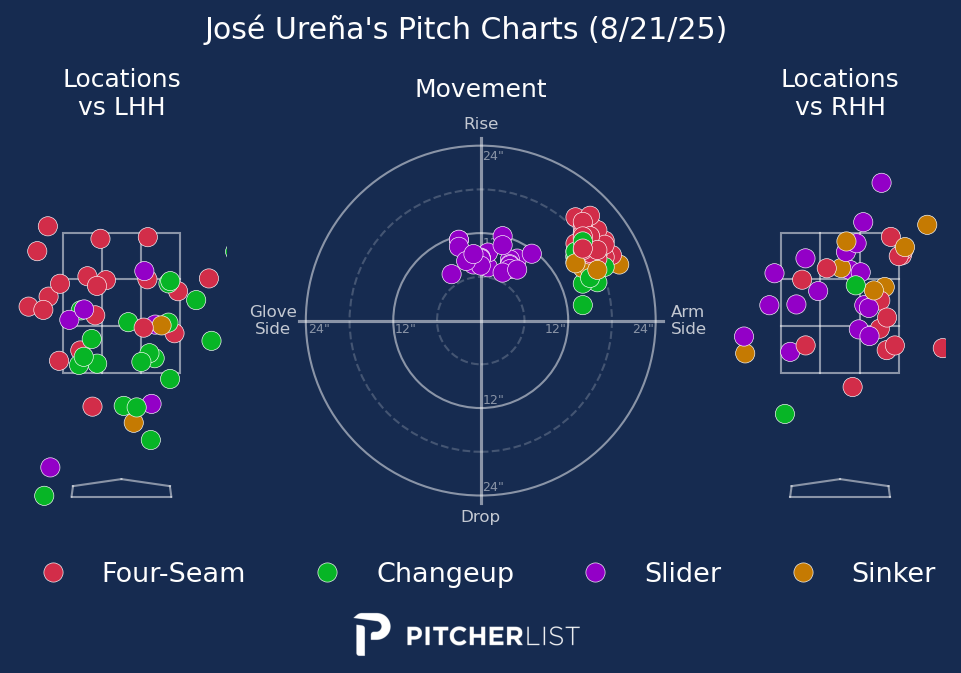 José Ureña's Pitch Charts (8/21/25)
Locations
vs LHH
Movement
Locations
vs RHH
Rise
24"
Glove
Side
24"
12"
12"
24"
Arm
Side
12"
24"
Drop
Four-Seam
Changeup
Slider
Sinker
PITCHERLIST